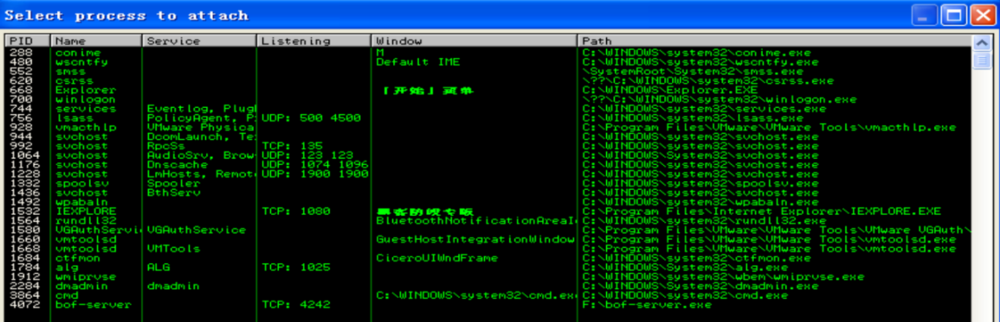 Select process to attach
PID Name Service Listening Window Path
288 conime M C:\WINDOWS\system32\conime.exe
480 wscntfy Default IME C:\WINDOWS\system32\wscntfy.exe
552 smss \SystemRoot\System32\smss.exe
620 csrss \??\C:\WINDOWS\system32\csrss.exe
668 Explorer 「开始」菜单 C:\WINDOWS\Explorer.EXE
700 winlogon \??\C:\WINDOWS\system32\winlogon.exe
744 services Eventlog, Plug C:\WINDOWS\system32\services.exe
756 lsass PolicyAgent, P UDP: 500 4500 C:\WINDOWS\system32\lsass.exe
928 vmacthlp VMware Physica C:\Program Files\VMware\VMware Tools\vmacthlp.exe
944 svchost DcomLaunch, Te C:\WINDOWS\system32\svchost.exe
992 svchost RpcSs TCP: 135 C:\WINDOWS\system32\svchost.exe
1064 svchost AudioSrv, Brow UDP: 123 123 C:\WINDOWS\System32\svchost.exe
1176 svchost Dnscache UDP: 1074 1096 C:\WINDOWS\system32\svchost.exe
1228 svchost LmHosts, Remot UDP: 1900 1900 C:\WINDOWS\system32\svchost.exe
1332 spoolsv Spooler C:\WINDOWS\system32\spoolsv.exe
1436 svchost BthServ C:\WINDOWS\system32\svchost.exe
1492 wpabaln C:\WINDOWS\system32\wpabaln.exe
1532 IEXPLORE TCP: 1080 黑客防线专版 C:\Program Files\Internet Explorer\IEXPLORE.EXE
1564 rundll32 BluetoothNotificationAreaI C:\WINDOWS\system32\rundll32.exe
1580 VGAuthServi VGAuthService C:\Program Files\VMware\VMware Tools\VMware VGAuth\
1660 vmtoolsd GuestHostIntegrationWindow C:\Program Files\VMware\VMware Tools\vmtoolsd.exe
1668 vmtoolsd VMTools C:\Program Files\VMware\VMware Tools\vmtoolsd.exe
1684 ctfmon CiceroUIWndFrame C:\WINDOWS\system32\ctfmon.exe
1784 alg ALG TCP: 1025 C:\WINDOWS\System32\alg.exe
1912 wmiprvse C:\WINDOWS\system32\wbem\wmiprvse.exe
2284 dmadmin dmadmin C:\WINDOWS\System32\dmadmin.exe
3864 cmd C:\WINDOWS\system32\cmd.ex C:\WINDOWS\system32\cmd.exe
4072 bof-server TCP: 4242 F:\bof-server.exe